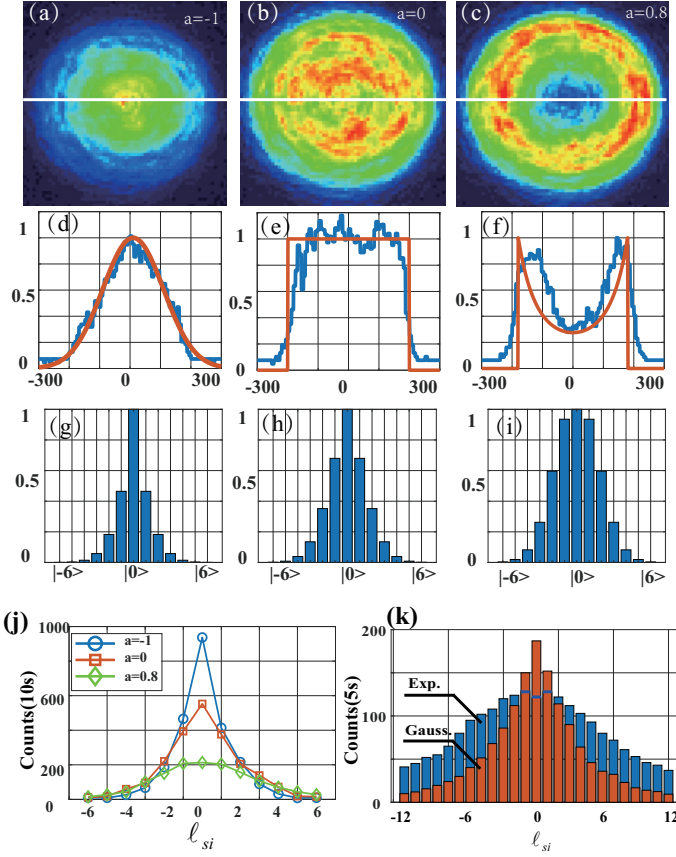 (a) a=-1
(b) a=0
(c) a=0.8
(d)
1
0.5
0
-300 0 300
(e)
1
0.5
0
-300 0 300
(f)
1
0.5
0
-300 0 300
(g)
1
0.5
0
|-6> |0> |6>
(h)
1
0.5
0
|-6> |0> |6>
(i)
1
0.5
0
|-6> |0> |6>
(j)
a=-1
a=0
a=0.8
Counts(10s)
1000
600
400
200
0
-6 -4 -2 0 2 4 6
ℓsi
(k)
Exp.
Gauss.
Counts(5s)
200
100
0
-12 -6 0 6 12
ℓsi